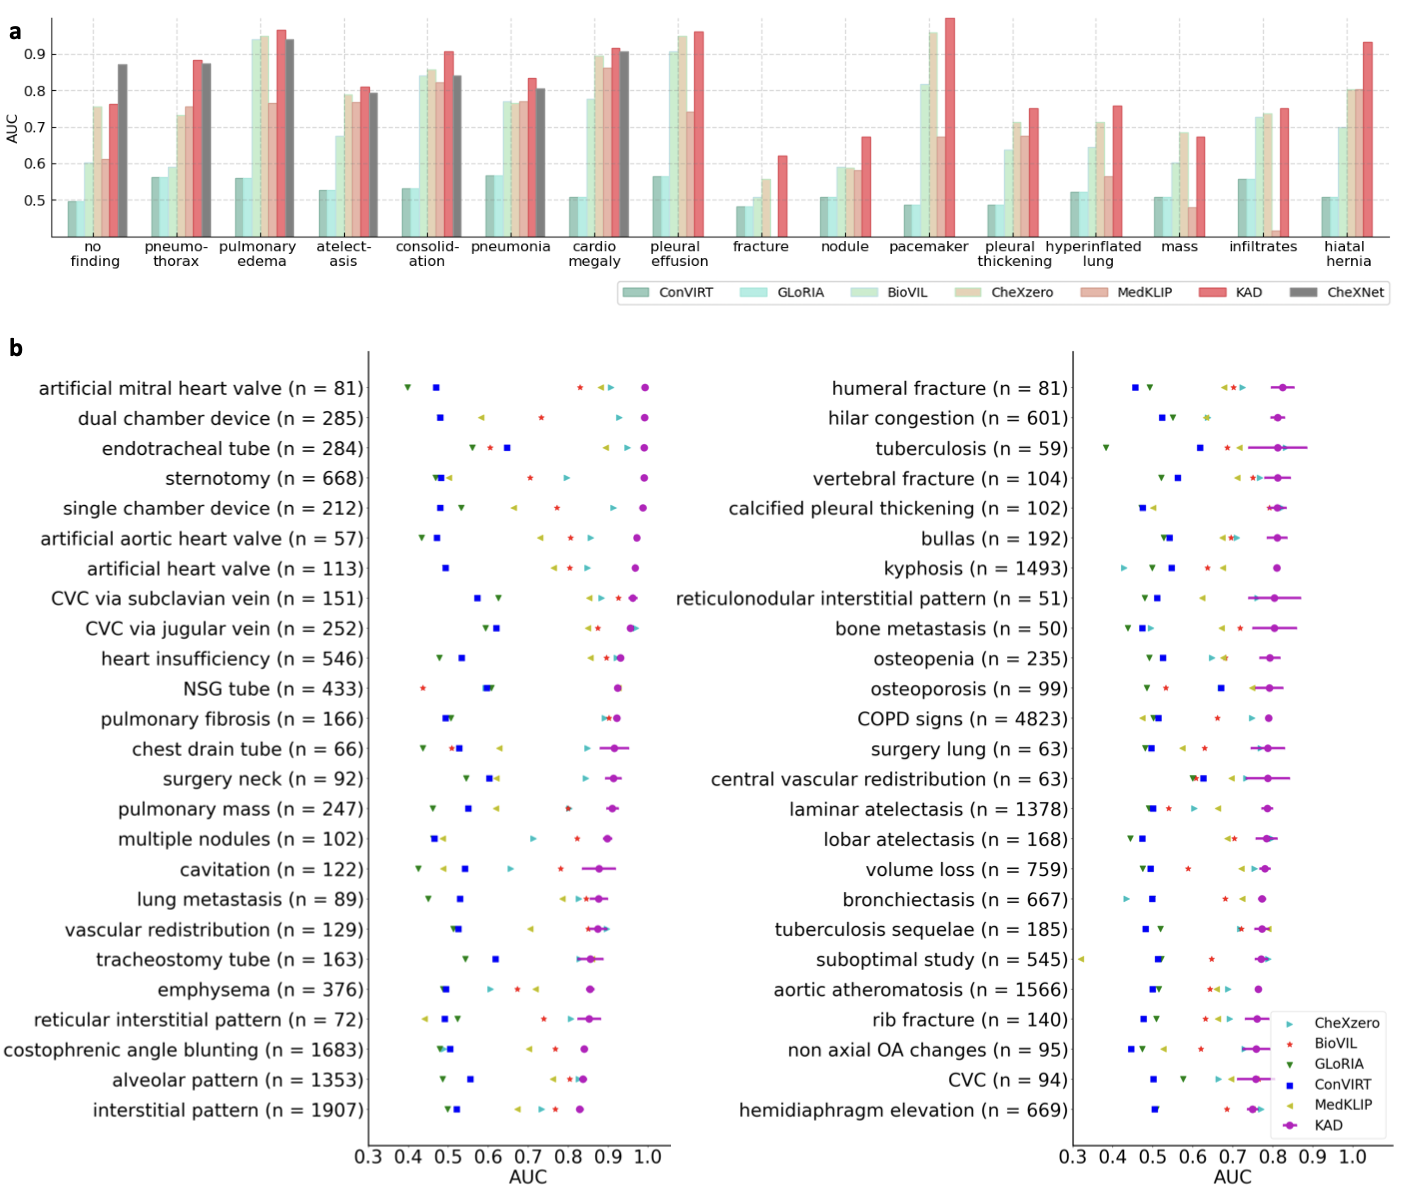 a
0.9
0.8
0.7
0.6
0.5
AUC
no finding
pneumo-thorax
pulmonary edema
atelect-asis
consolid-ation
pneumonia
cardio megaly
pleural effusion
fracture
nodule
pacemaker
pleural thickening
hyperinflated lung
mass
infiltrates
hiatal hernia
ConVIRT GLoRIA BioVIL CheXzero MedKLIP KAD CheXNet
b
artificial mitral heart valve (n = 81)
dual chamber device (n = 285)
endotracheal tube (n = 284)
sternotomy (n = 668)
single chamber device (n = 212)
artificial aortic heart valve (n = 57)
artificial heart valve (n = 113)
CVC via subclavian vein (n = 151)
CVC via jugular vein (n = 252)
heart insufficiency (n = 546)
NSG tube (n = 433)
pulmonary fibrosis (n = 166)
chest drain tube (n = 66)
surgery neck (n = 92)
pulmonary mass (n = 247)
multiple nodules (n = 102)
cavitation (n = 122)
lung metastasis (n = 89)
vascular redistribution (n = 129)
tracheostomy tube (n = 163)
emphysema (n = 376)
reticular interstitial pattern (n = 72)
costophrenic angle blunting (n = 1683)
alveolar pattern (n = 1353)
interstitial pattern (n = 1907)
0.3 0.4 0.5 0.6 0.7 0.8 0.9 1.0
AUC
humeral fracture (n = 81)
hilar congestion (n = 601)
tuberculosis (n = 59)
vertebral fracture (n = 104)
calcified pleural thickening (n = 102)
bullas (n = 192)
kyphosis (n = 1493)
reticulonodular interstitial pattern (n = 51)
bone metastasis (n = 50)
osteopenia (n = 235)
osteoporosis (n = 99)
COPD signs (n = 4823)
surgery lung (n = 63)
central vascular redistribution (n = 63)
laminar atelectasis (n = 1378)
lobar atelectasis (n = 168)
volume loss (n = 759)
bronchiectasis (n = 667)
tuberculosis sequelae (n = 185)
suboptimal study (n = 545)
aortic atheromatosis (n = 1566)
rib fracture (n = 140)
non axial OA changes (n = 95)
CVC (n = 94)
hemidiaphragm elevation (n = 669)
CheXzero
BioVIL
GLoRIA
ConVIRT
MedKLIP
KAD
0.3 0.4 0.5 0.6 0.7 0.8 0.9 1.0
AUC